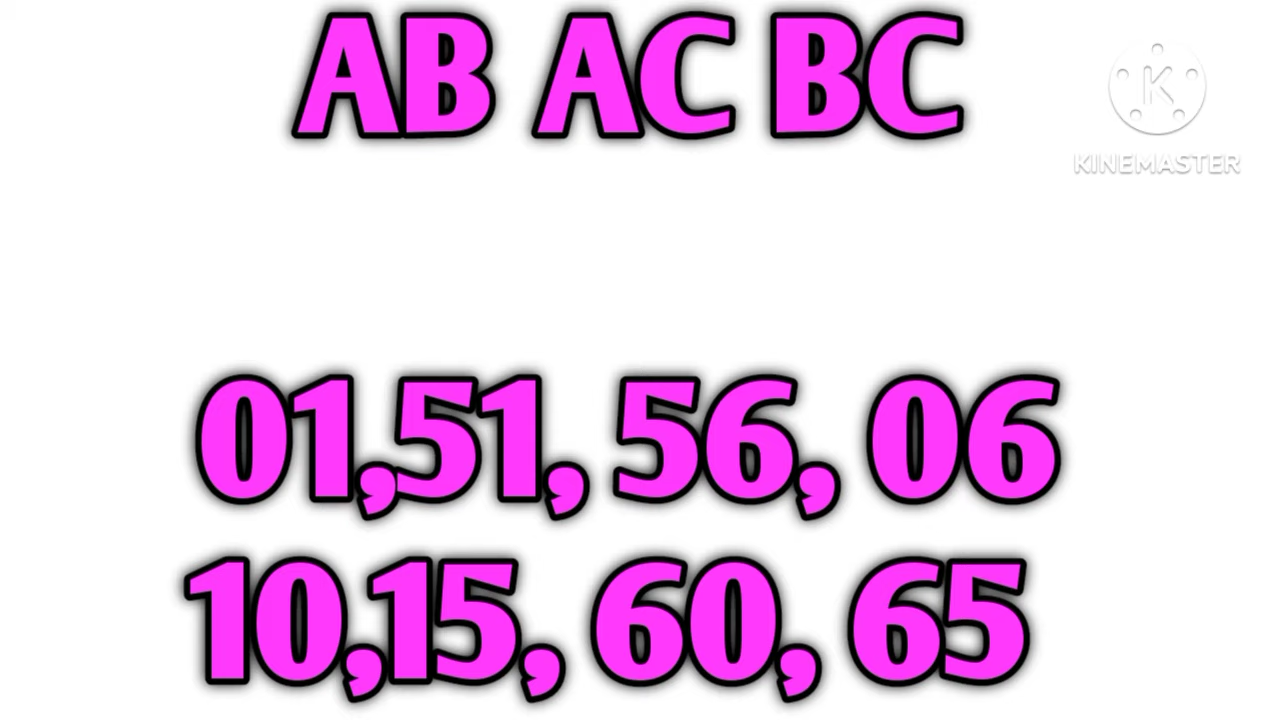 AB AC BC
K
KINEMASTER
01,51, 56, 06
10,15, 60, 65